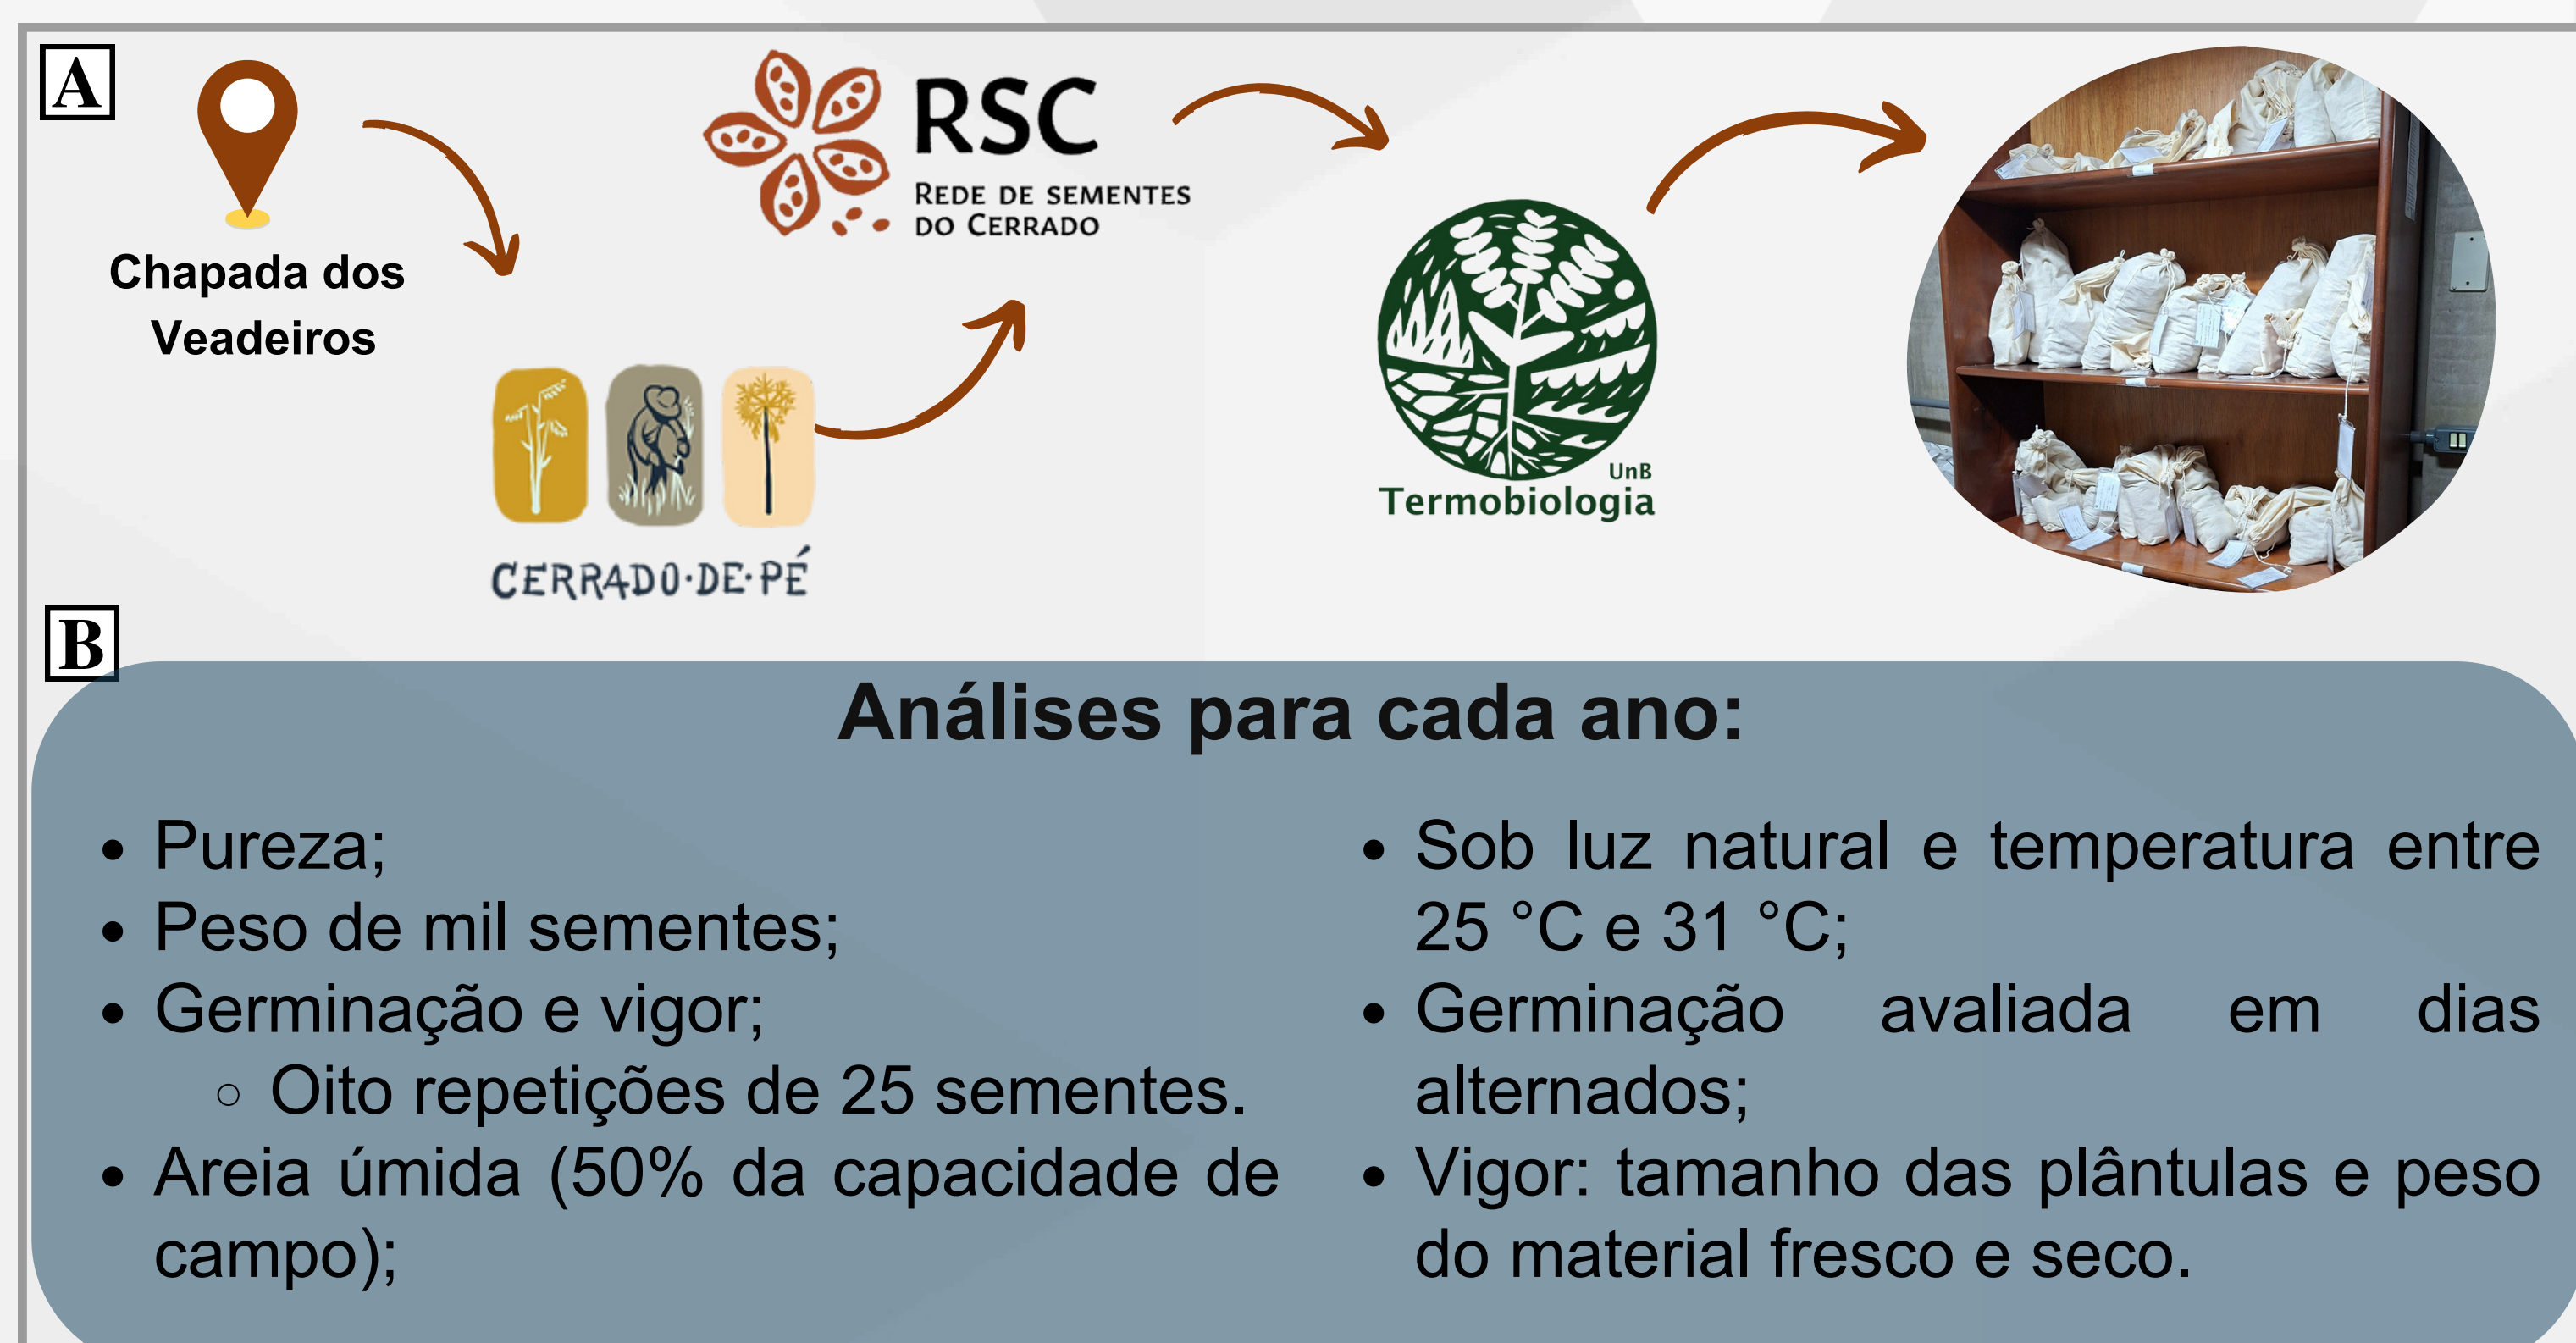 A
Chapada dos
Veadeiros
RSC
REDE DE SEMENTES
DO CERRADO
CERRADO·DE·PÉ
UnB
Termobiologia
B
Análises para cada ano:
• Pureza;
• Peso de mil sementes;
• Germinação e vigor;
◦ Oito repetições de 25 sementes.
• Areia úmida (50% da capacidade de
campo);
• Sob luz natural e temperatura entre
25 °C e 31 °C;
• Germinação avaliada em dias
alternados;
• Vigor: tamanho das plântulas e peso
do material fresco e seco.